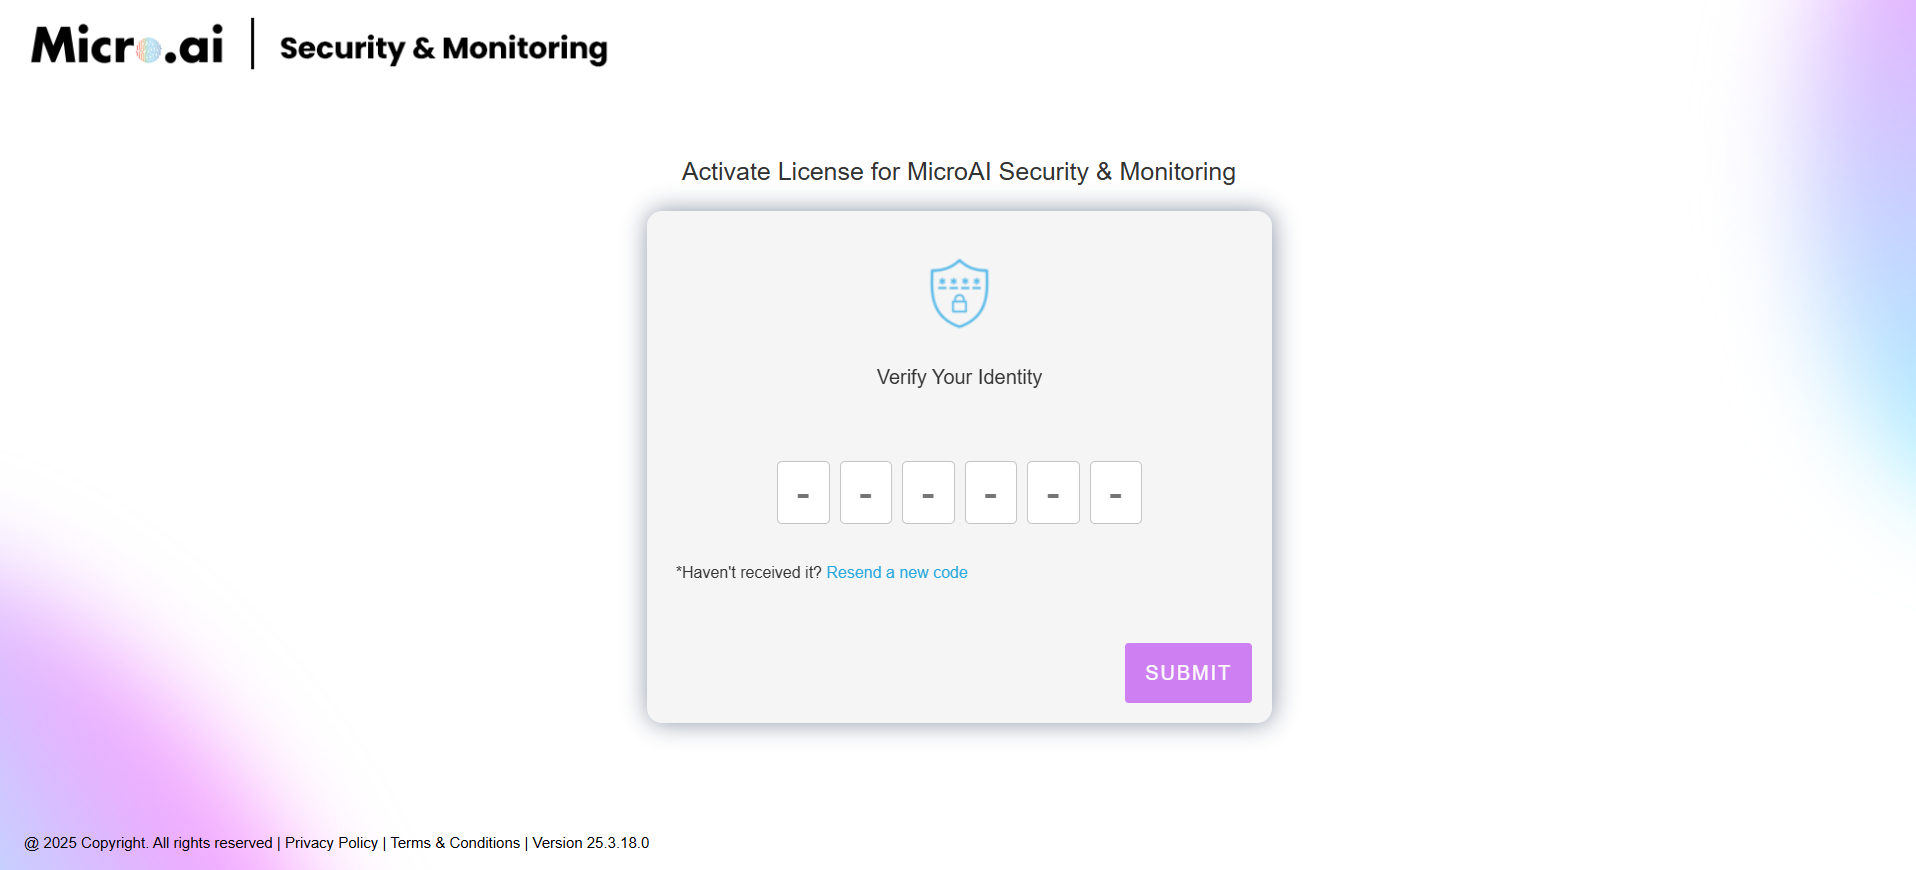 Micro.ai | Security & Monitoring
Activate License for MicroAI Security & Monitoring
****
Verify Your Identity
- - - - - -
*Haven't received it? Resend a new code
SUBMIT
@ 2025 Copyright. All rights reserved | Privacy Policy | Terms & Conditions | Version 25.3.18.0